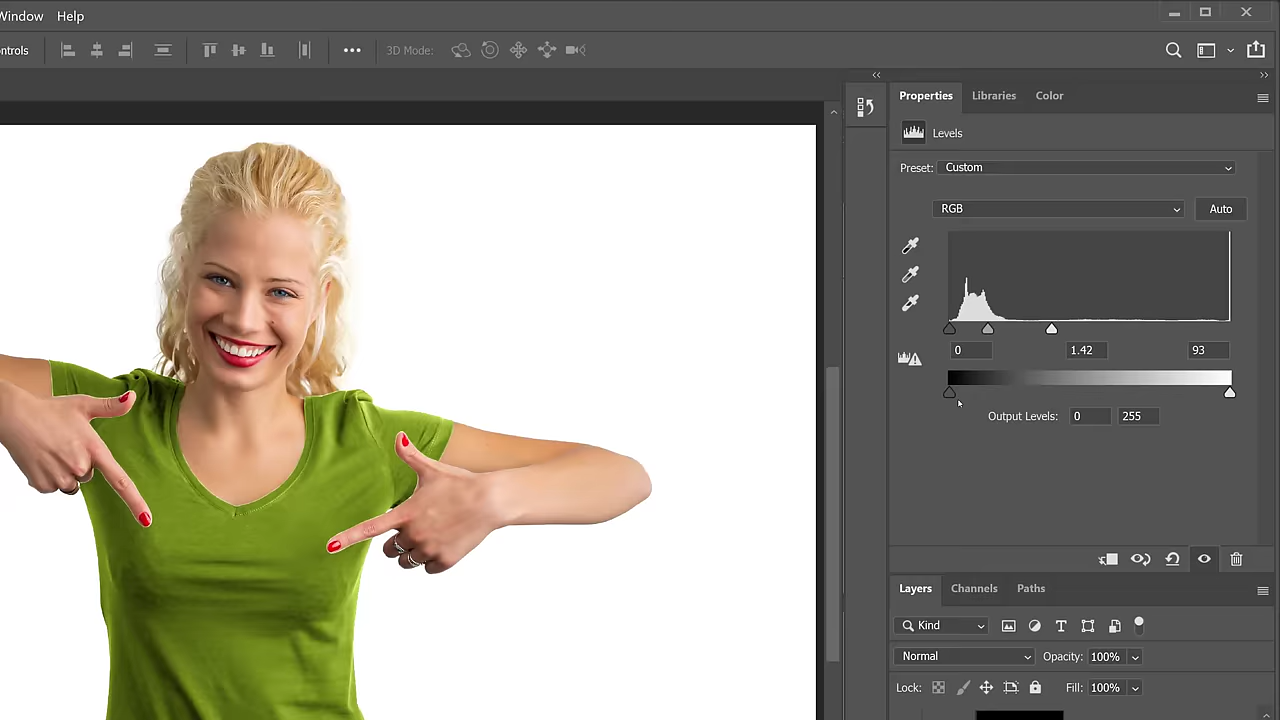 Window Help
ontrols
3D Mode:
Properties Libraries Color
Levels
Preset: Custom
RGB Auto
0 1.42 93
Output Levels: 0 255
Layers Channels Paths
Kind
Normal Opacity: 100%
Lock: Fill: 100%